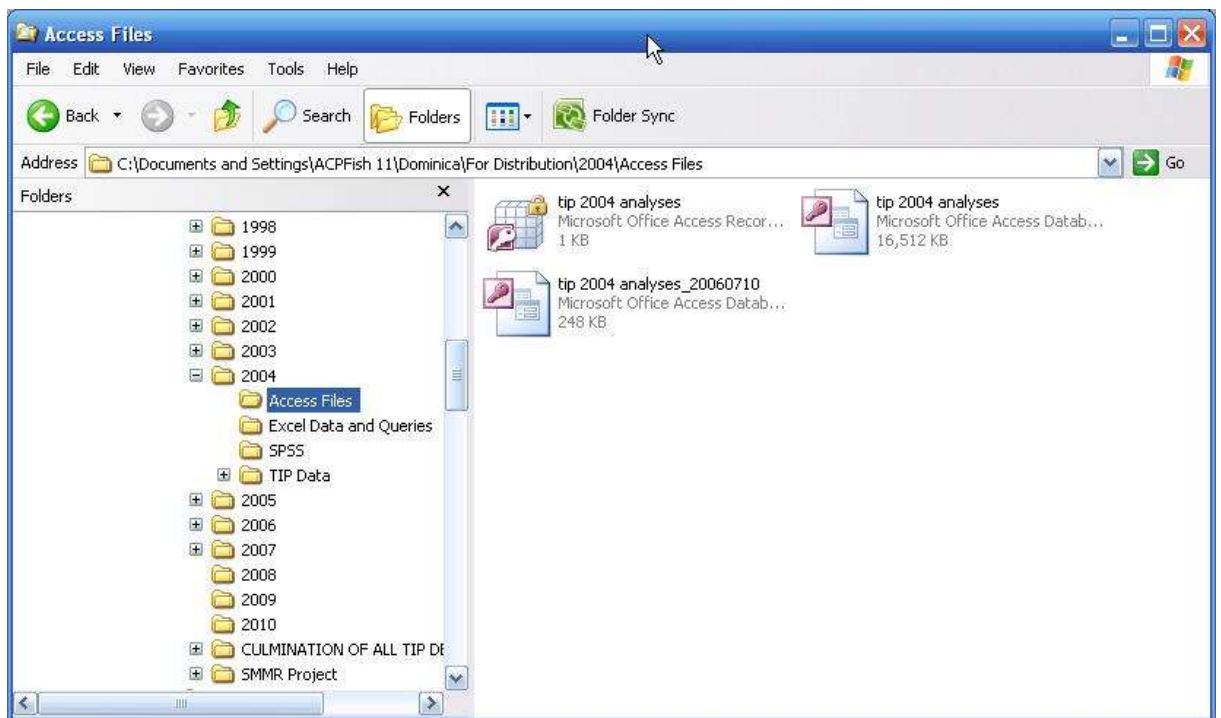 Access Files
File Edit View Favorites Tools Help
Back Search Folders Folder Sync
Address C:\Documents and Settings\ACPFish 11\Dominica\For Distribution\2004\Access Files Go
Folders
1998
1999
2000
2001
2002
2003
2004
Access Files
Excel Data and Queries
SPSS
TIP Data
2005
2006
2007
2008
2009
2010
CULMINATION OF ALL TIP DE
SMMR Project
tip 2004 analyses
Microsoft Office Access Recor...
1 KB
tip 2004 analyses
Microsoft Office Access Datab...
16,512 KB
tip 2004 analyses_20060710
Microsoft Office Access Datab...
248 KB